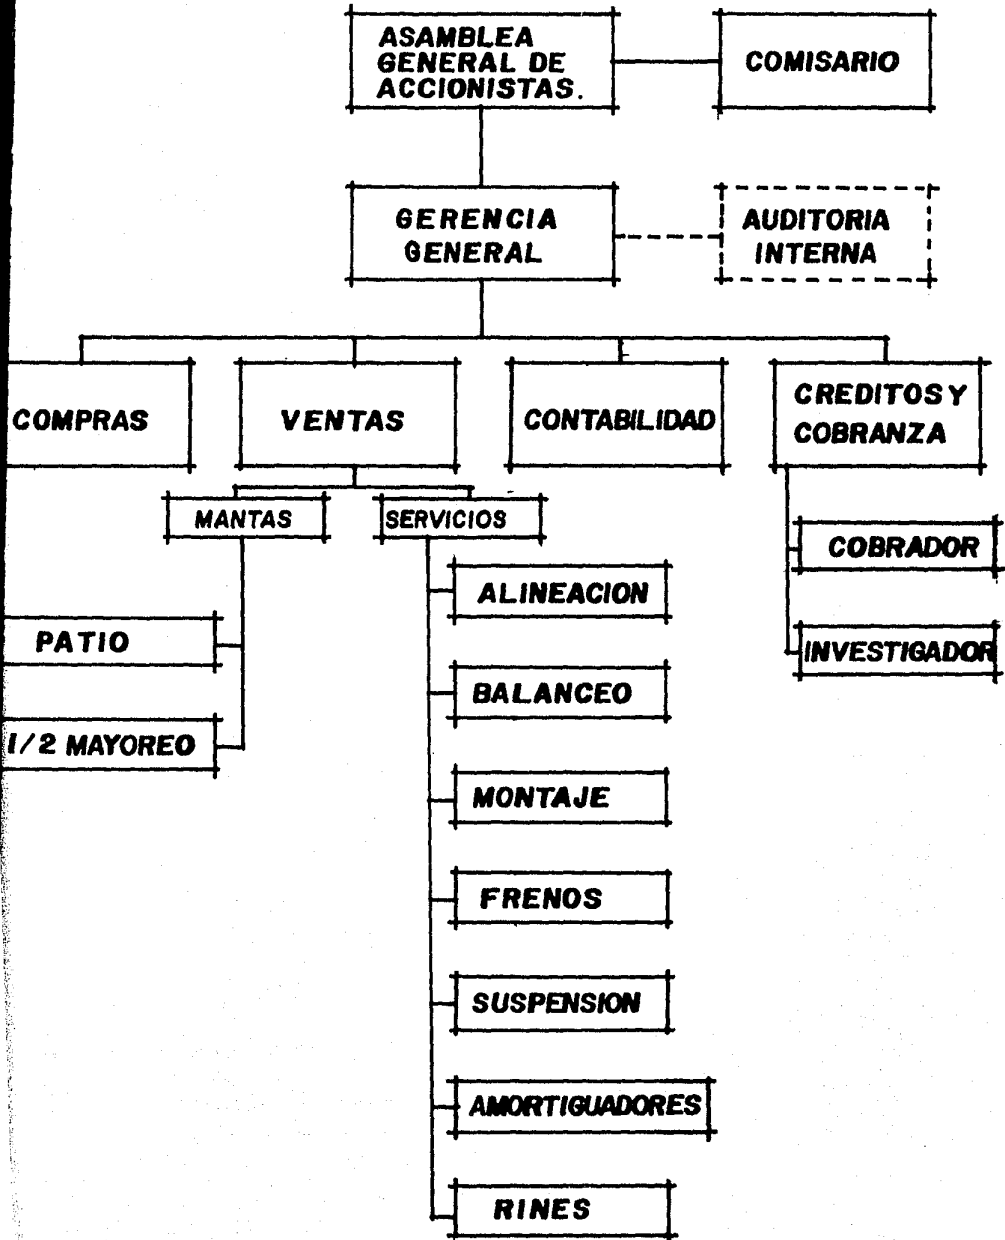 ASAMBLEA
GENERAL DE
ACCIONISTAS.
COMISARIO
GERENCIA
GENERAL
AUDITORIA
INTERNA
COMPRAS
VENTAS
CONTABILIDAD
CREDITOS Y
COBRANZA
MANTAS
SERVICIOS
COBRADOR
ALINEACION
PATIO
INVESTIGADOR
BALANCEO
1/2 MAYOREO
MONTAJE
FRENOS
SUSPENSION
AMORTIGUADORES
RINES